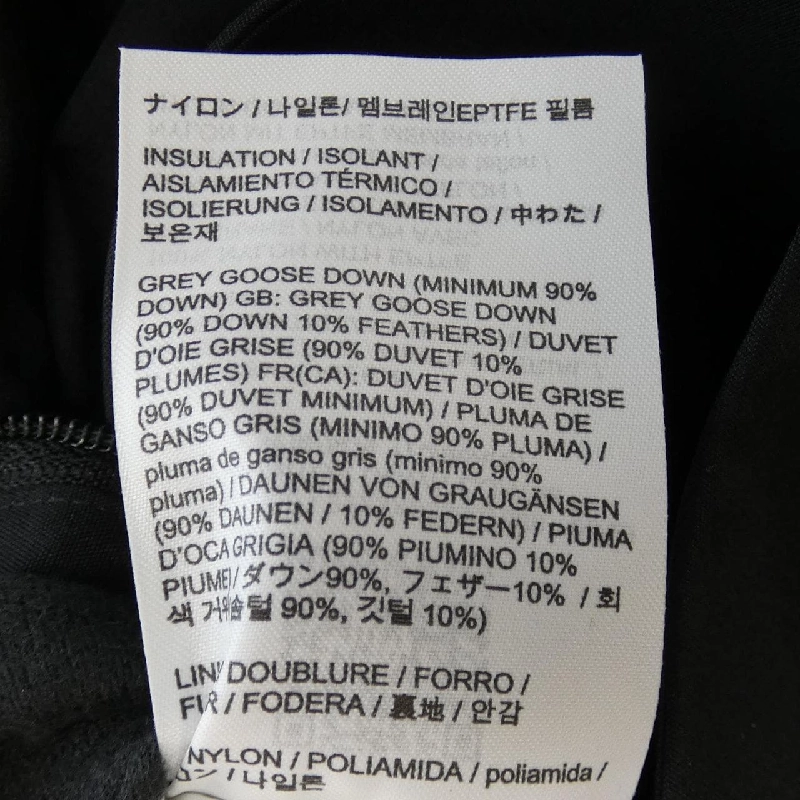 ナイロン / 나일론/ 멤브레인EPTFE 필름
INSULATION / ISOLANT /
AISLAMIENTO TÉRMICO /
ISOLIERUNG / ISOLAMENTO / 中わた /
보온재
GREY GOOSE DOWN (MINIMUM 90%
DOWN) GB: GREY GOOSE DOWN
(90% DOWN 10% FEATHERS) / DUVET
D'OIE GRISE (90% DUVET 10%
PLUMES) FR(CA): DUVET D'OIE GRISE
(90% DUVET MINIMUM) / PLUMA DE
GANSO GRIS (MINIMO 90% PLUMA) /
pluma de ganso gris (minimo 90%
pluma) / DAUNEN VON GRAUGÄNSEN
(90% DAUNEN / 10% FEDERN) / PIUMA
D'OCA GRIGIA (90% PIUMINO 10%
PIUME/ ダウン90%, フェザー10% / 회
색 거위솜털 90%, 깃털 10%)
DOUBLURE / FORRO /
/ FODERA / 裏地 / 안감
NYLON / POLIAMIDA / poliamida /
/ 나일론